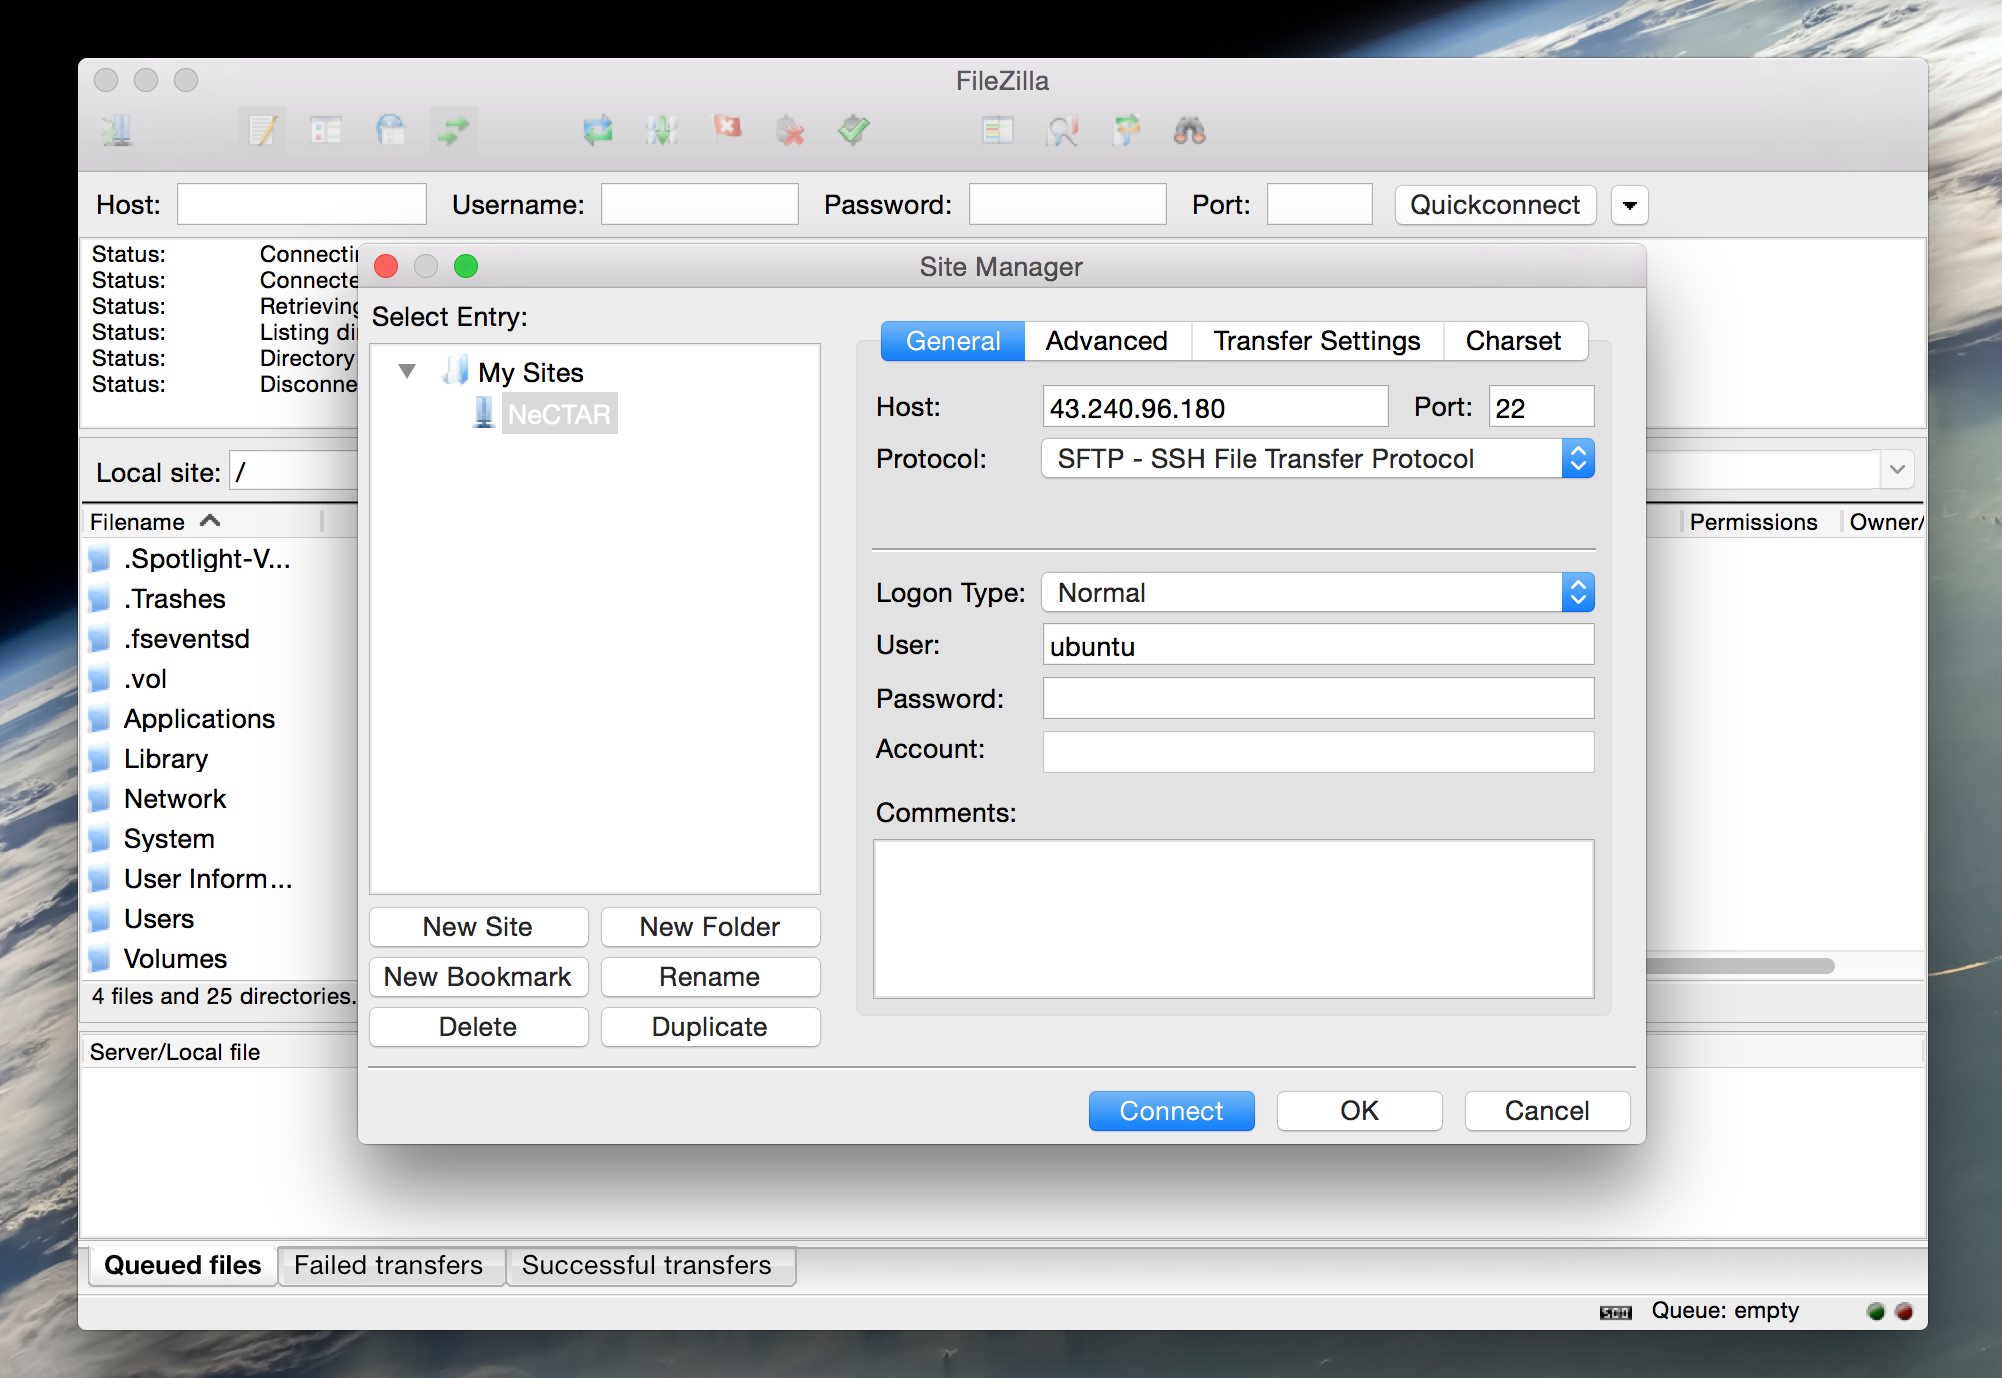 FileZilla
Host: Username: Password: Port: Quickconnect
Status: Connectin
Status: Connecte
Status: Retrieving
Status: Listing di
Status: Directory
Status: Disconne
Site Manager
Select Entry:
My Sites
NeCTAR
New Site New Folder
New Bookmark Rename
Delete Duplicate
General Advanced Transfer Settings Charset
Host: 43.240.96.180 Port: 22
Protocol: SFTP - SSH File Transfer Protocol
Logon Type: Normal
User: ubuntu
Password:
Account:
Comments:
Connect OK Cancel
Local site: /
Filename
.Spotlight-V...
.Trashes
.fseventsd
.vol
Applications
Library
Network
System
User Inform...
Users
Volumes
4 files and 25 directories.
Permissions Owner/
Server/Local file
Queued files Failed transfers Successful transfers
Queue: empty